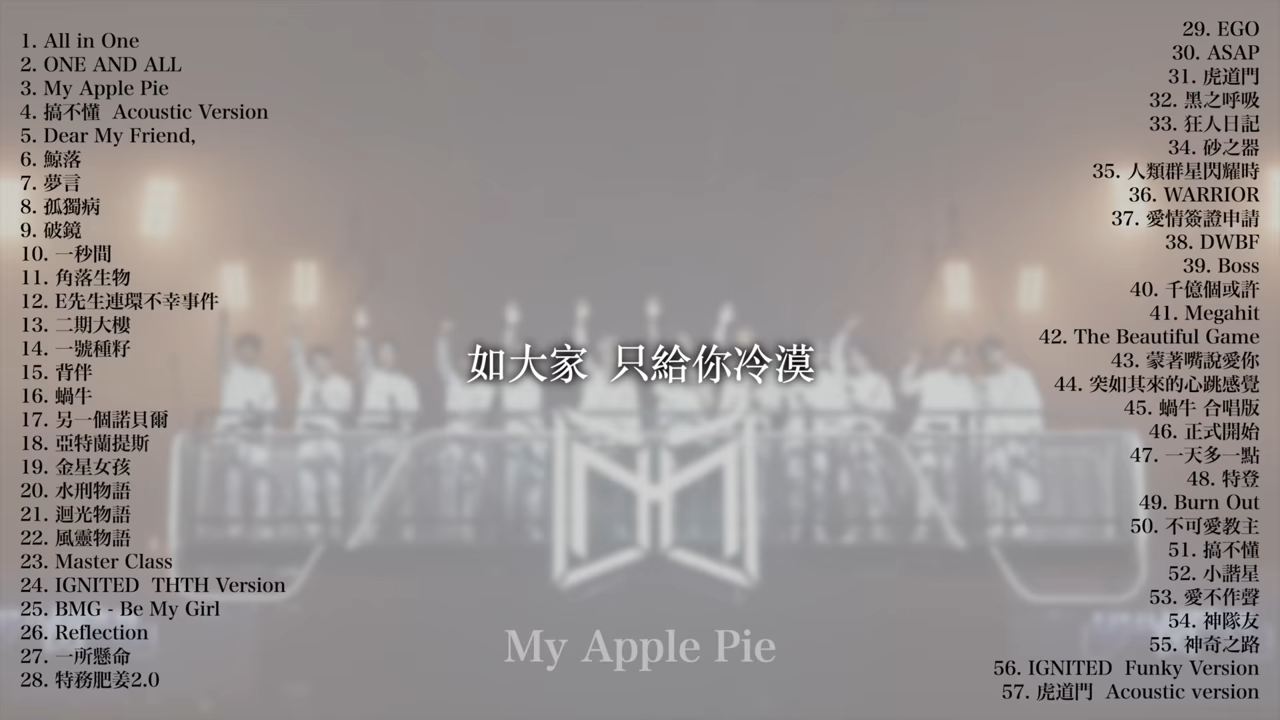 1. All in One
2. ONE AND ALL
3. My Apple Pie
4. 搞不懂 Acoustic Version
5. Dear My Friend,
6. 鯨落
7. 夢言
8. 孤獨病
9. 破鏡
10. 一秒間
11. 角落生物
12. E先生連環不幸事件
13. 二期大樓
14. 一號種籽
15. 背伴
16. 蝸牛
17. 另一個諾貝爾
18. 亞特蘭提斯
19. 金星女孩
20. 水刑物語
21. 迴光物語
22. 風靈物語
23. Master Class
24. IGNITED THTH Version
25. BMG - Be My Girl
26. Reflection
27. 一所懸命
28. 特務肥姜2.0
如大家 只給你冷漠
My Apple Pie
29. EGO
30. ASAP
31. 虎道門
32. 黑之呼吸
33. 狂人日記
34. 砂之器
35. 人類群星閃耀時
36. WARRIOR
37. 愛情簽證申請
38. DWBF
39. Boss
40. 千億個或許
41. Megahit
42. The Beautiful Game
43. 蒙著嘴說愛你
44. 突如其來的心跳感覺
45. 蝸牛 合唱版
46. 正式開始
47. 一天多一點
48. 特登
49. Burn Out
50. 不可愛教主
51. 搞不懂
52. 小諧星
53. 愛不作聲
54. 神隊友
55. 神奇之路
56. IGNITED Funky Version
57. 虎道門 Acoustic version